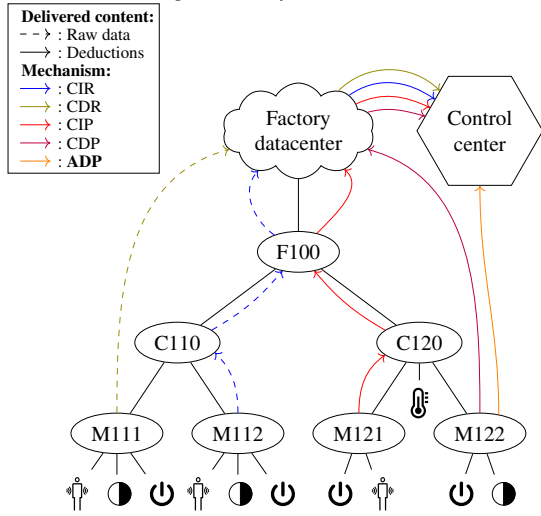 Delivered content:
: Raw data
: Deductions
Mechanism:
: CIR
: CDR
: CIP
: CDP
: ADP
Factory
datacenter
Control
center
F100
C110
C120
M111
M112
M121
M122